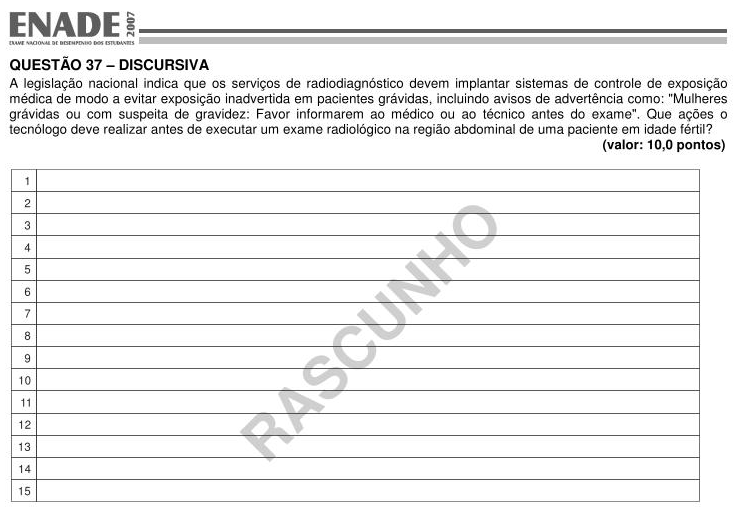 ENADE 2007
EXAME NACIONAL DE DESEMPENHO DOS ESTUDANTES
QUESTÃO 37 – DISCURSIVA
A legislação nacional indica que os serviços de radiodiagnóstico devem implantar sistemas de controle de exposição
médica de modo a evitar exposição inadvertida em pacientes grávidas, incluindo avisos de advertência como: "Mulheres
grávidas ou com suspeita de gravidez: Favor informarem ao médico ou ao técnico antes do exame". Que ações o
tecnólogo deve realizar antes de executar um exame radiológico na região abdominal de uma paciente em idade fértil?
(valor: 10,0 pontos)
1
2
3
4
5
6
7
8
9
10
11
12
13
14
15
RASCUNHO